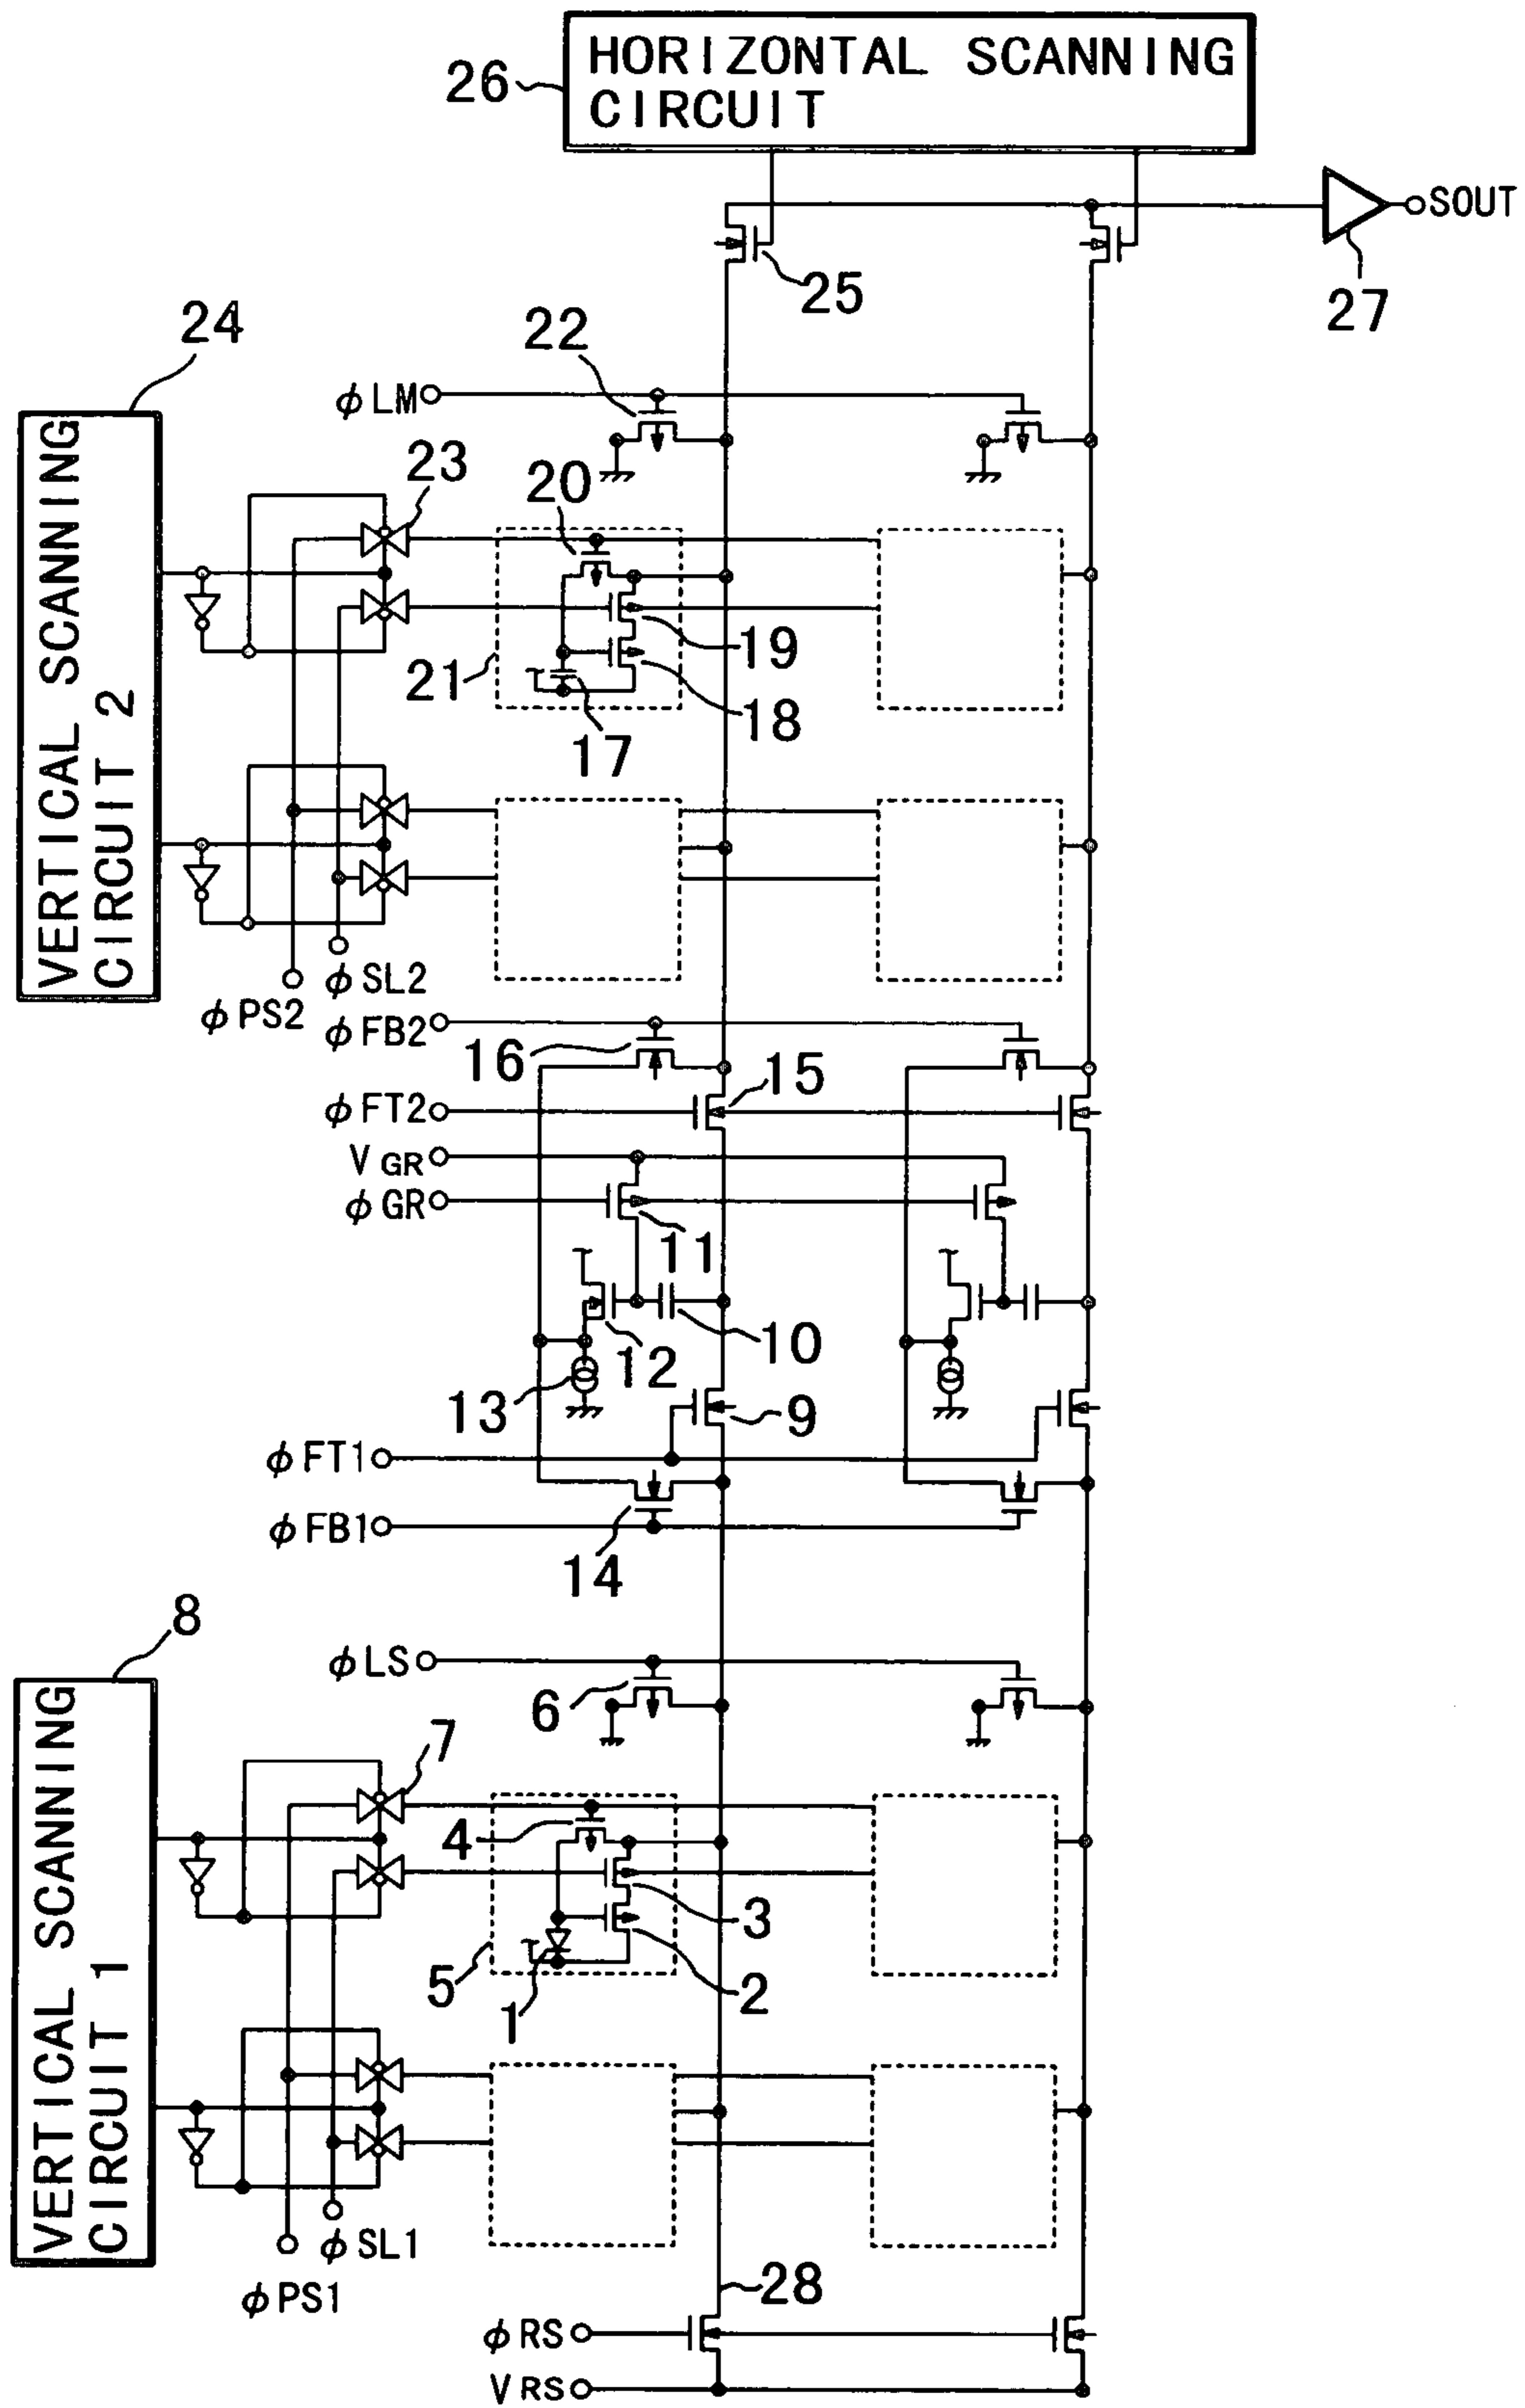 HORIZONTAL SCANNING
CIRCUIT
26
SOUT
25
27
24
22
φLM
VERTICAL SCANNING
CIRCUIT 2
23
20
19
21
18
17
φSL2
φPS2
φFB2
16
15
φFT2
VGR
φGR
11
10
12
13
9
φFT1
φFB1
14
8
φLS
6
VERTICAL SCANNING
CIRCUIT 1
7
4
3
5
2
1
φSL1
φPS1
28
φRS
VRS